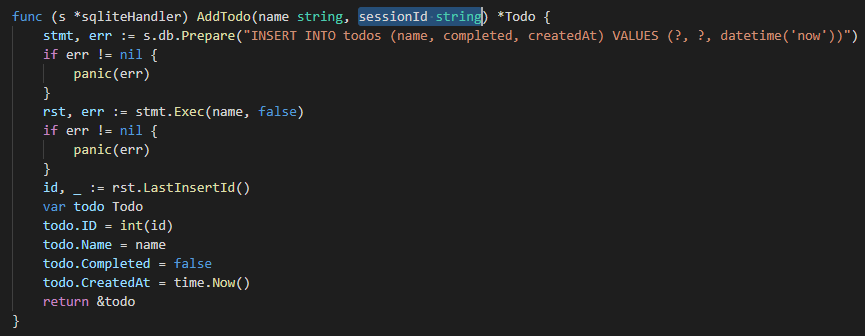 func (s *sqliteHandler) AddTodo(name string, sessionId string) *Todo {
    stmt, err := s.db.Prepare("INSERT INTO todos (name, completed, createdAt) VALUES (?, ?, datetime('now'))")
    if err != nil {
        panic(err)
    }
    rst, err := stmt.Exec(name, false)
    if err != nil {
        panic(err)
    }
    id, _ := rst.LastInsertId()
    var todo Todo
    todo.ID = int(id)
    todo.Name = name
    todo.Completed = false
    todo.CreatedAt = time.Now()
    return &todo
}